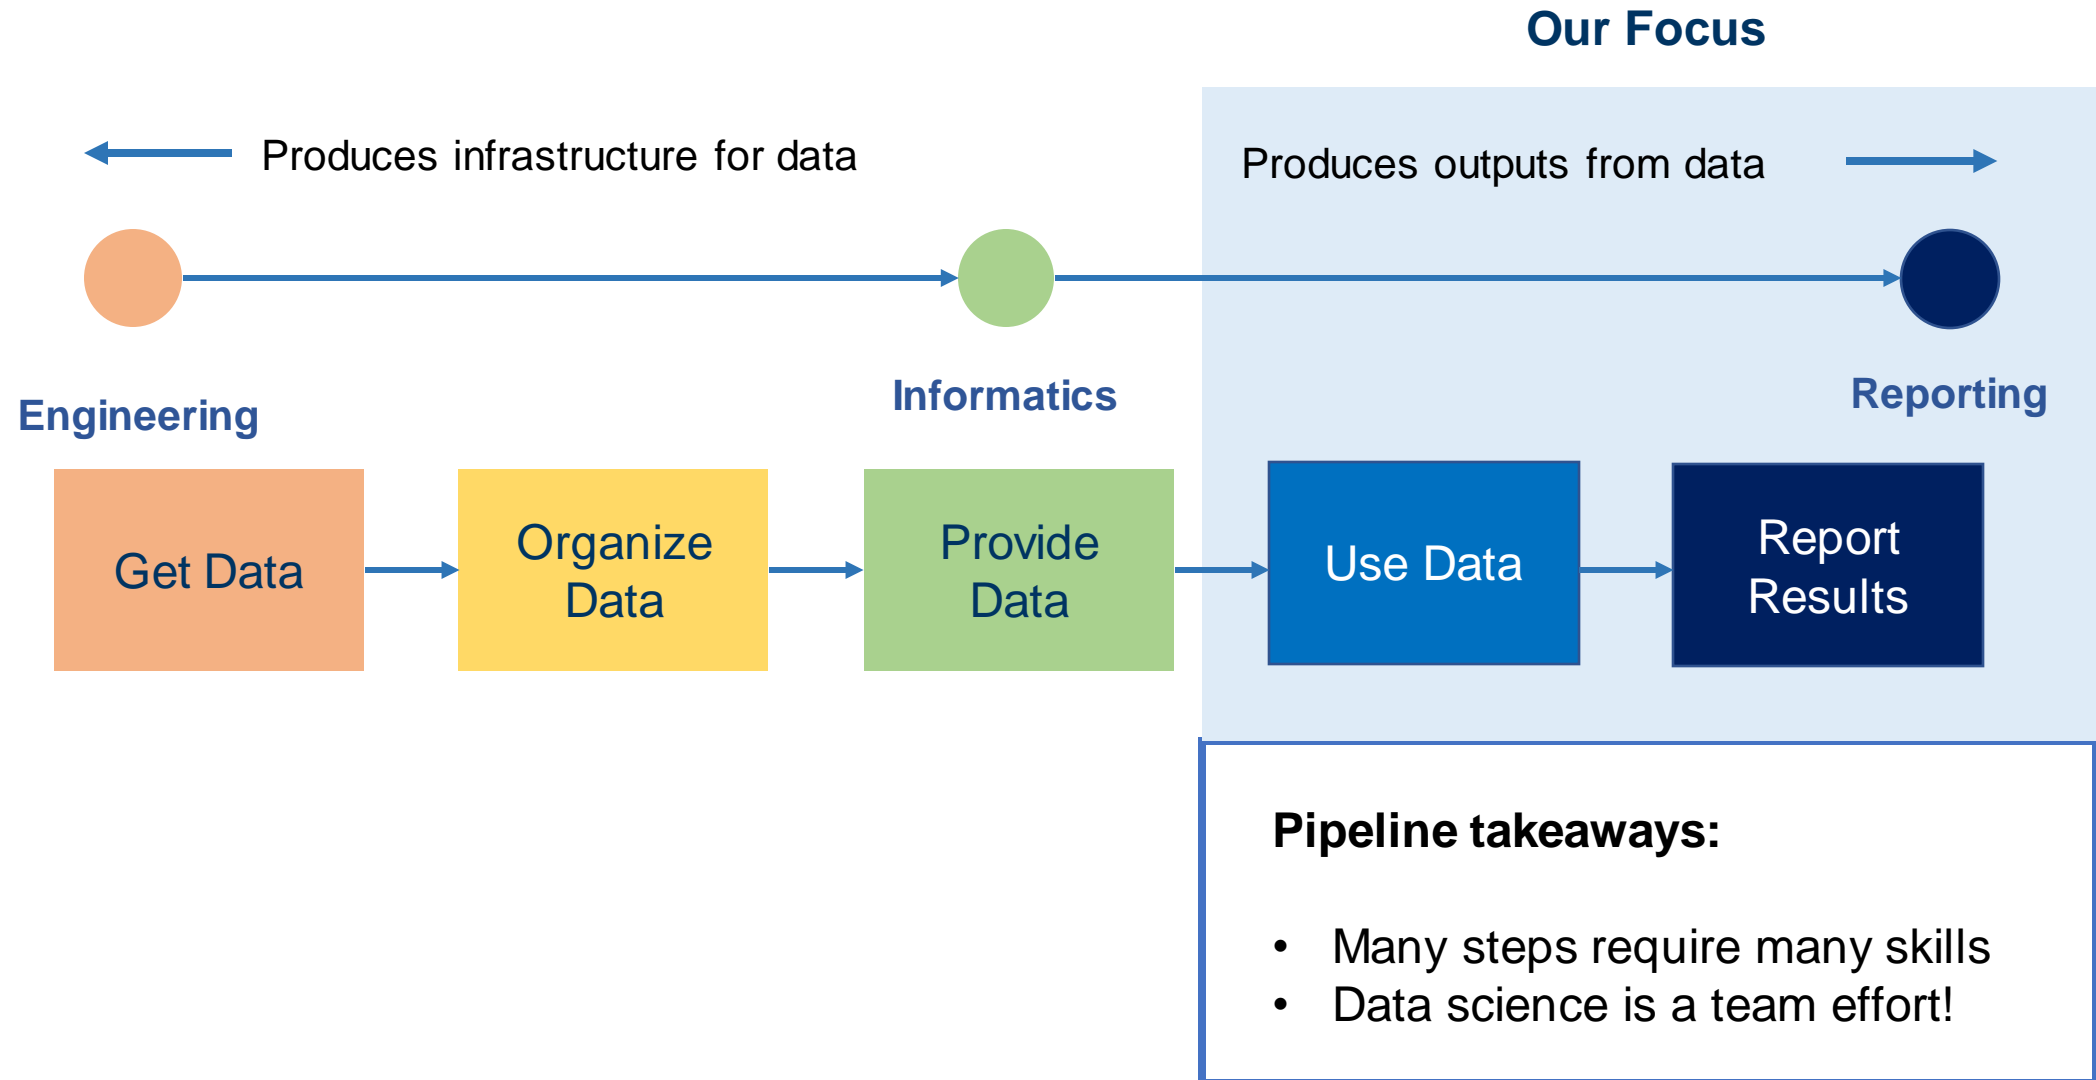 Our Focus
Produces infrastructure for data
Produces outputs from data
Engineering
Informatics
Reporting
Get Data
Organize
Data
Provide
Data
Use Data
Report
Results
Pipeline takeaways:
• Many steps require many skills
• Data science is a team effort!